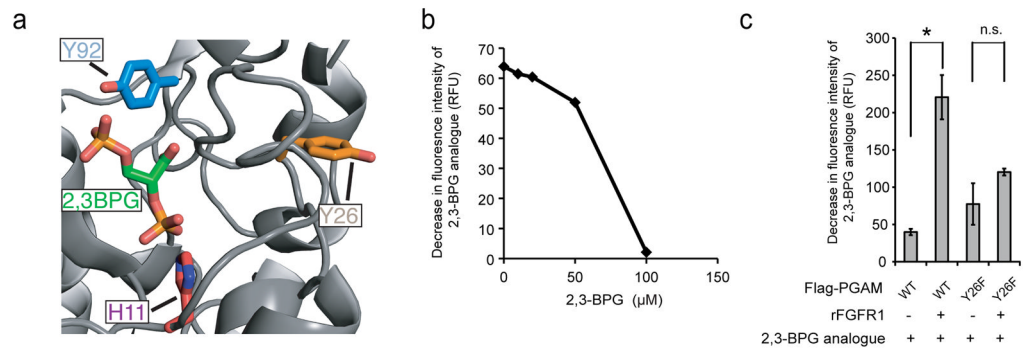 a
Y92
2,3BPG
Y26
H11
b
Decrease in fluorescence intensity of
2,3-BPG analogue (RFU)
70
60
50
40
30
20
10
0
0 50 100 150
2,3-BPG (µM)
c
* n.s.
Decrease in fluoresence intensity of
2,3-BPG analogue (RFU)
300
250
200
150
100
50
0
Flag-PGAM WT WT Y26F Y26F
rFGFR1 - + - +
2,3-BPG analogue + + + +